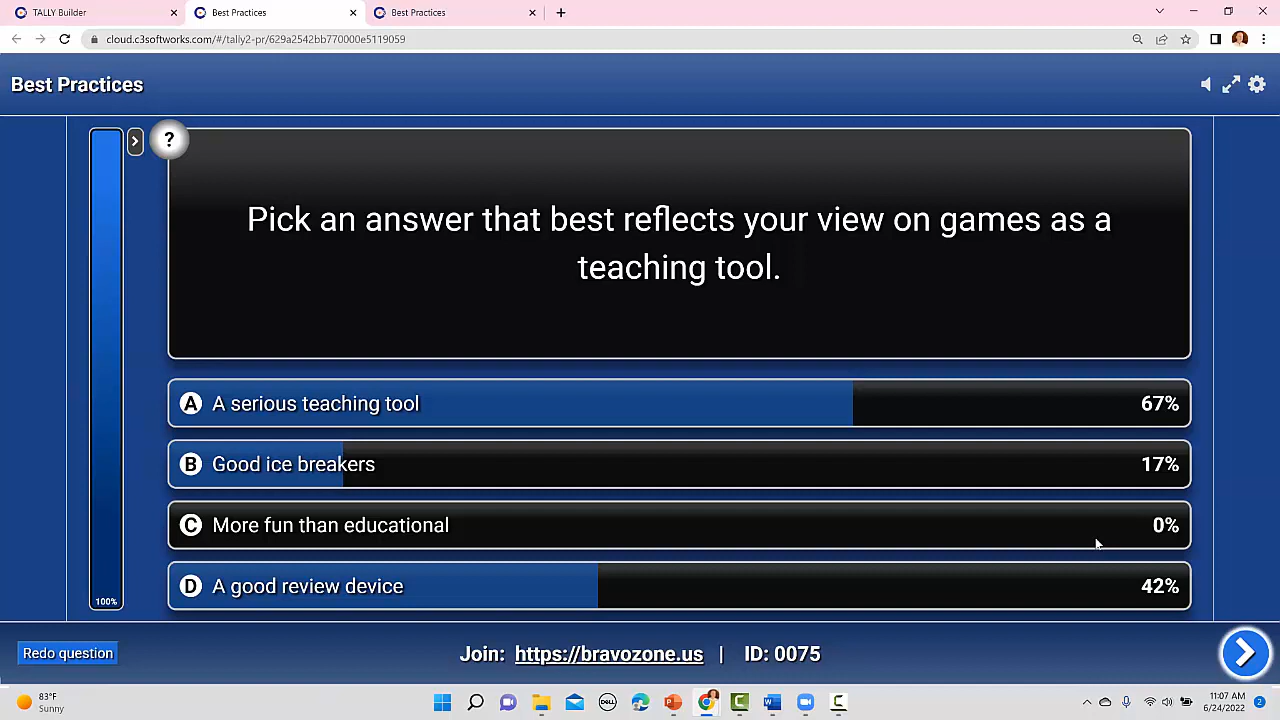 TALLY Builder
Best Practices
Best Practices
cloud.c3softworks.com/#/tally2-pr/629a2542bb770000e5119059
Best Practices
?
Pick an answer that best reflects your view on games as a
teaching tool.
A A serious teaching tool 67%
B Good ice breakers 17%
C More fun than educational 0%
D A good review device 42%
100%
Redo question
Join: https://bravozone.us | ID: 0075
83°F
Sunny
DELL
11:07 AM
6/24/2022
2